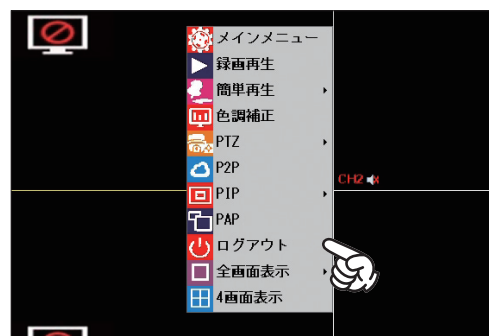 メインメニュー
録画再生
簡単再生
色調補正
PTZ
P2P
PIP
PAP
ログアウト
全画面表示
4画面表示
CH2